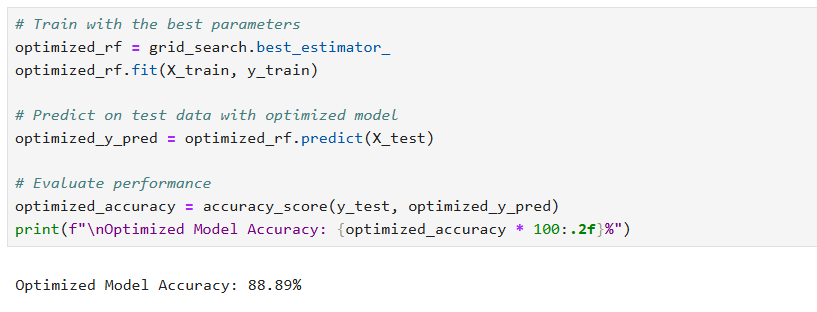 # Train with the best parameters
optimized_rf = grid_search.best_estimator_
optimized_rf.fit(X_train, y_train)
# Predict on test data with optimized model
optimized_y_pred = optimized_rf.predict(X_test)
# Evaluate performance
optimized_accuracy = accuracy_score(y_test, optimized_y_pred)
print(f"\nOptimized Model Accuracy: {optimized_accuracy * 100:.2f}%")
Optimized Model Accuracy: 88.89%